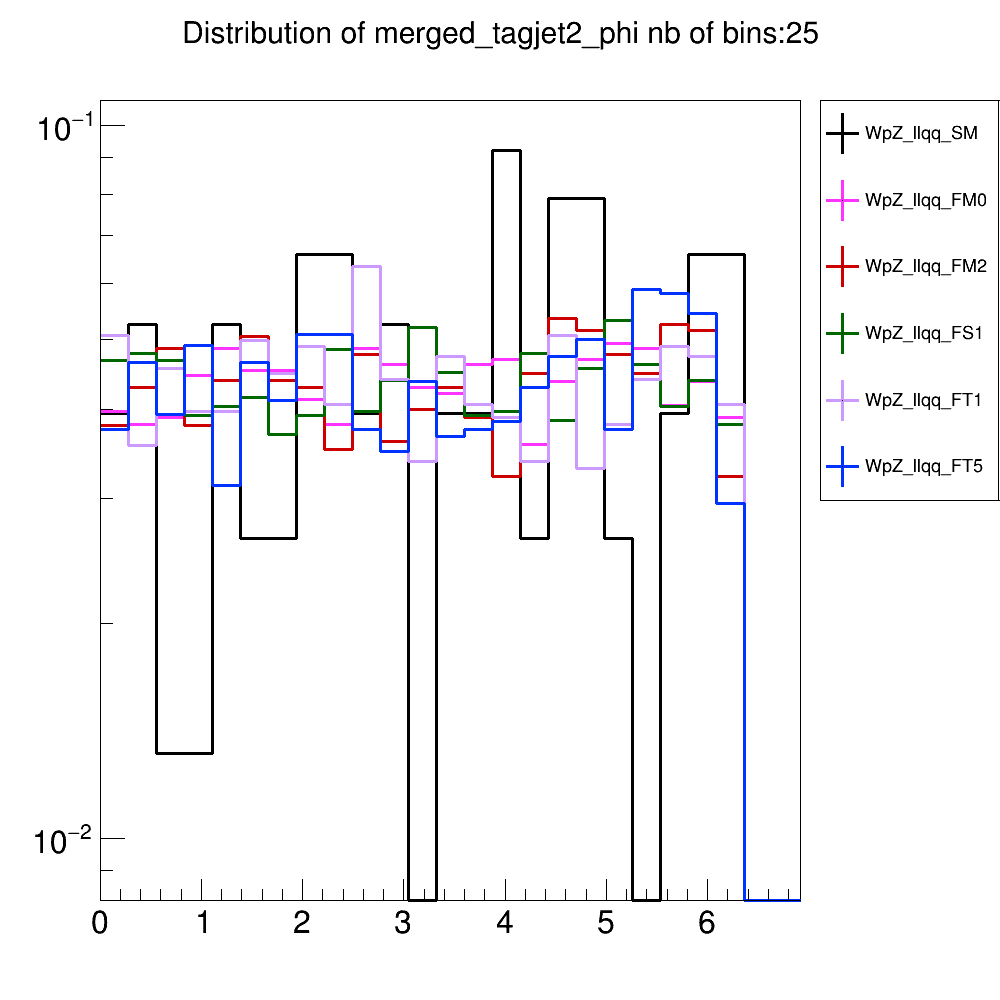 Distribution of merged_tagjet2_phi nb of bins:25
10⁻¹
10⁻²
0 1 2 3 4 5 6
WpZ_llqq_SM
WpZ_llqq_FM0
WpZ_llqq_FM2
WpZ_llqq_FS1
WpZ_llqq_FT1
WpZ_llqq_FT5